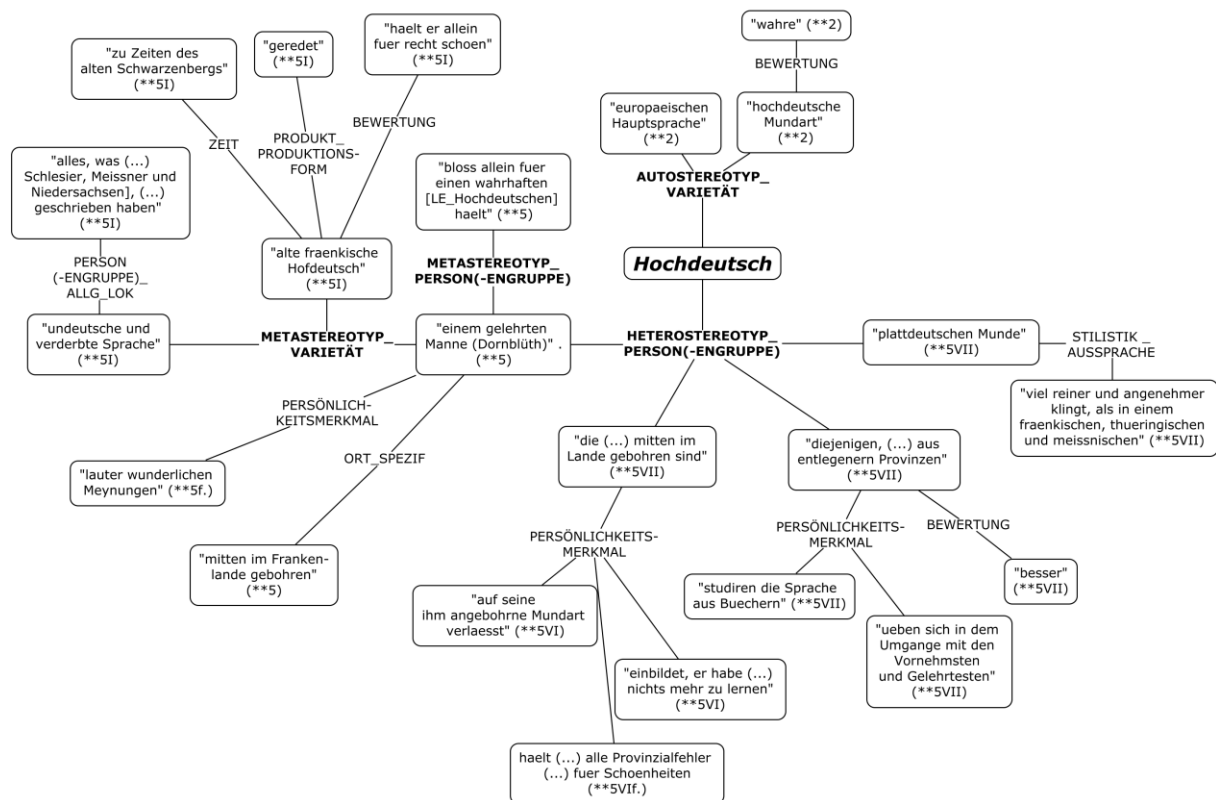 "zu Zeiten des
alten Schwarzenbergs"
(**5I)
"geredet"
(**5I)
"haelt er allein
fuer recht schoen"
(**5I)
"wahre" (**2)
BEWERTUNG
"europaeischen
Hauptsprache"
(**2)
"hochdeutsche
Mundart"
(**2)
ZEIT
PRODUKT_
PRODUKTIONS-
FORM
BEWERTUNG
"alles, was (...)
Schlesier, Meissner und
Niedersachsen], (...)
geschrieben haben"
(**5I)
"bloss allein fuer
einen wahrhaften
[LE_Hochdeutschen]
haelt" (**5)
AUTOSTEREOTYP_
VARIETÄT
PERSON
(-ENGRUPPE)_
ALLG_LOK
"alte fraenkische
Hofdeutsch"
(**5I)
METASTEREOTYP_
PERSON(-ENGRUPPE)
Hochdeutsch
"undeutsche und
verderbte Sprache"
(**5I)
METASTEREOTYP_
VARIETÄT
"einem gelehrten
Manne (Dornblüth)" .
(**5)
HETEROSTEREOTYP_
PERSON(-ENGRUPPE)
"plattdeutschen Munde"
(**5VII)
STILISTIK _
AUSSPRACHE
"viel reiner und angenehmer
klingt, als in einem
fraenkischen, thueringischen
und meissnischen" (**5VII)
PERSÖNLICH-
KEITSMERKMAL
ORT_SPEZIF
"lauter wunderlichen
Meynungen" (**5f.)
"mitten im Franken-
lande gebohren"
(**5)
"die (...) mitten im
Lande gebohren sind"
(**5VII)
"diejenigen, (...) aus
entlegenern Provinzen"
(**5VII)
PERSÖNLICHKEITS-
MERKMAL
PERSÖNLICHKEITS-
MERKMAL
BEWERTUNG
"auf seine
ihm angebohrne Mundart
verlaesst" (**5VI)
"studiren die Sprache
aus Buechern" (**5VII)
"besser"
(**5VII)
"einbildet, er habe (...)
nichts mehr zu lernen"
(**5VI)
"ueben sich in dem
Umgange mit den
Vornehmsten
und Gelehrtesten"
(**5VII)
haelt (...) alle Provinzialfehler
(...) fuer Schoenheiten
(**5VIf.)